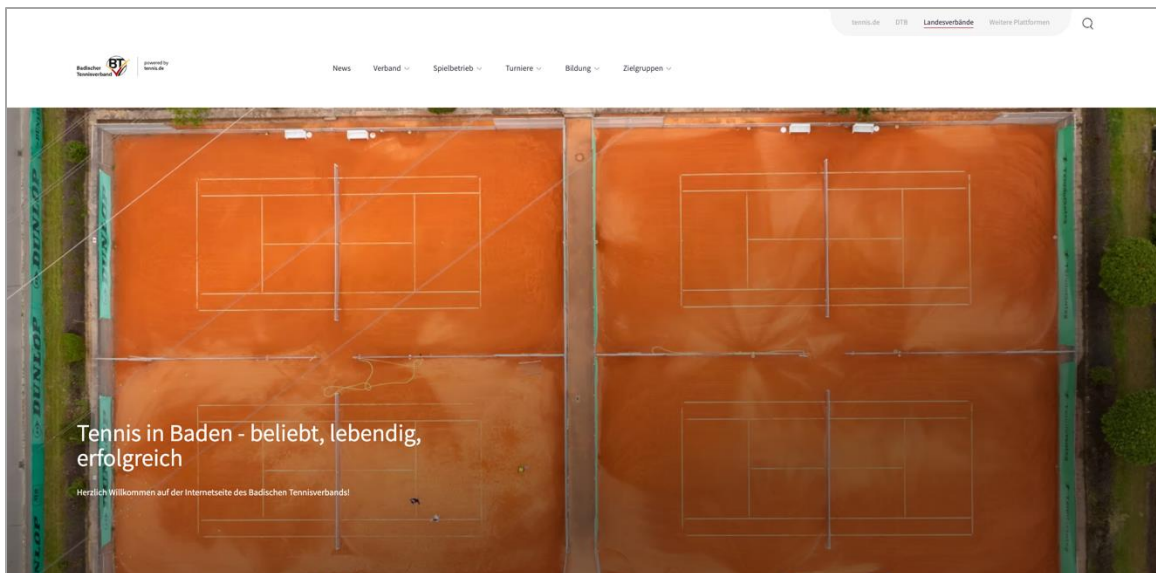 tennis.de DTB Landesverbände Weitere Plattformen
Badischer Tennisverband BT powered by tennis.de
News Verband Spielbetrieb Turniere Bildung Zielgruppen
DUNLOP
DUNLOP
DUNLOP
Tennis in Baden - beliebt, lebendig,
erfolgreich
Herzlich Willkommen auf der Internetseite des Badischen Tennisverbands!